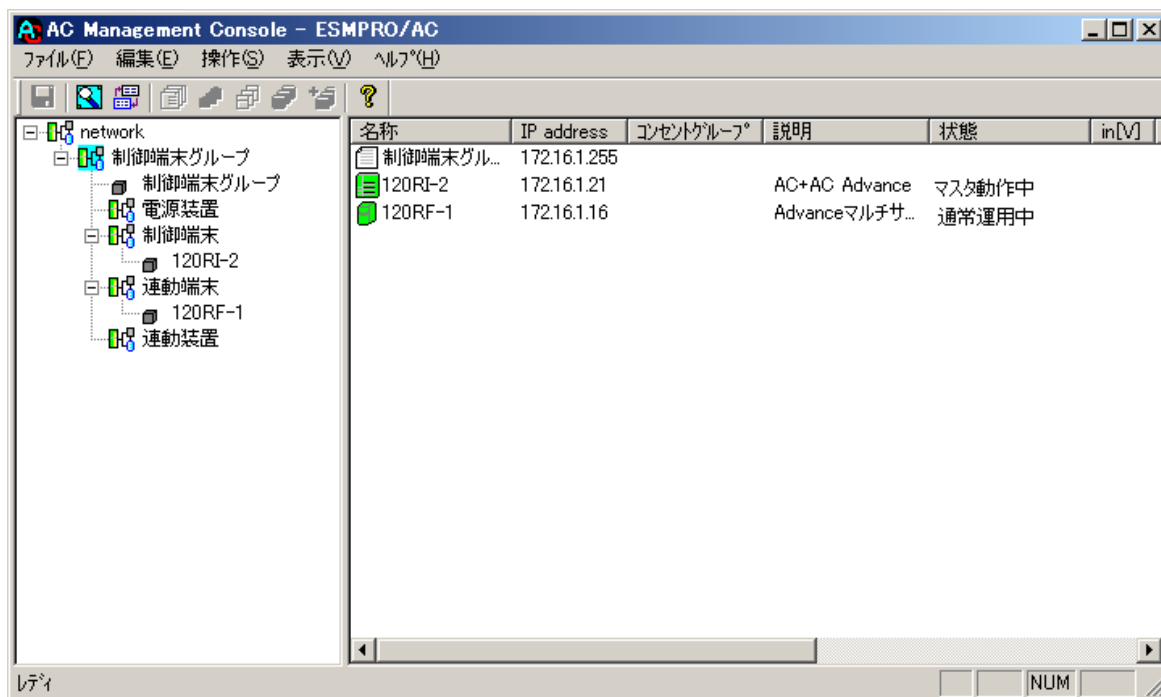 AC Management Console - ESMPRO/AC
ファイル(F) 編集(E) 操作(S) 表示(V) ヘルプ(H)
network
制御端末グループ
制御端末グループ
電源装置
制御端末
120RI-2
連動端末
120RF-1
連動装置
名称 IP address コンセントグループ 説明 状態 in[V]
制御端末グル... 172.16.1.255
120RI-2 172.16.1.21 AC+AC Advance マスタ動作中
120RF-1 172.16.1.16 Advanceマルチサ... 通常運用中
レディ NUM